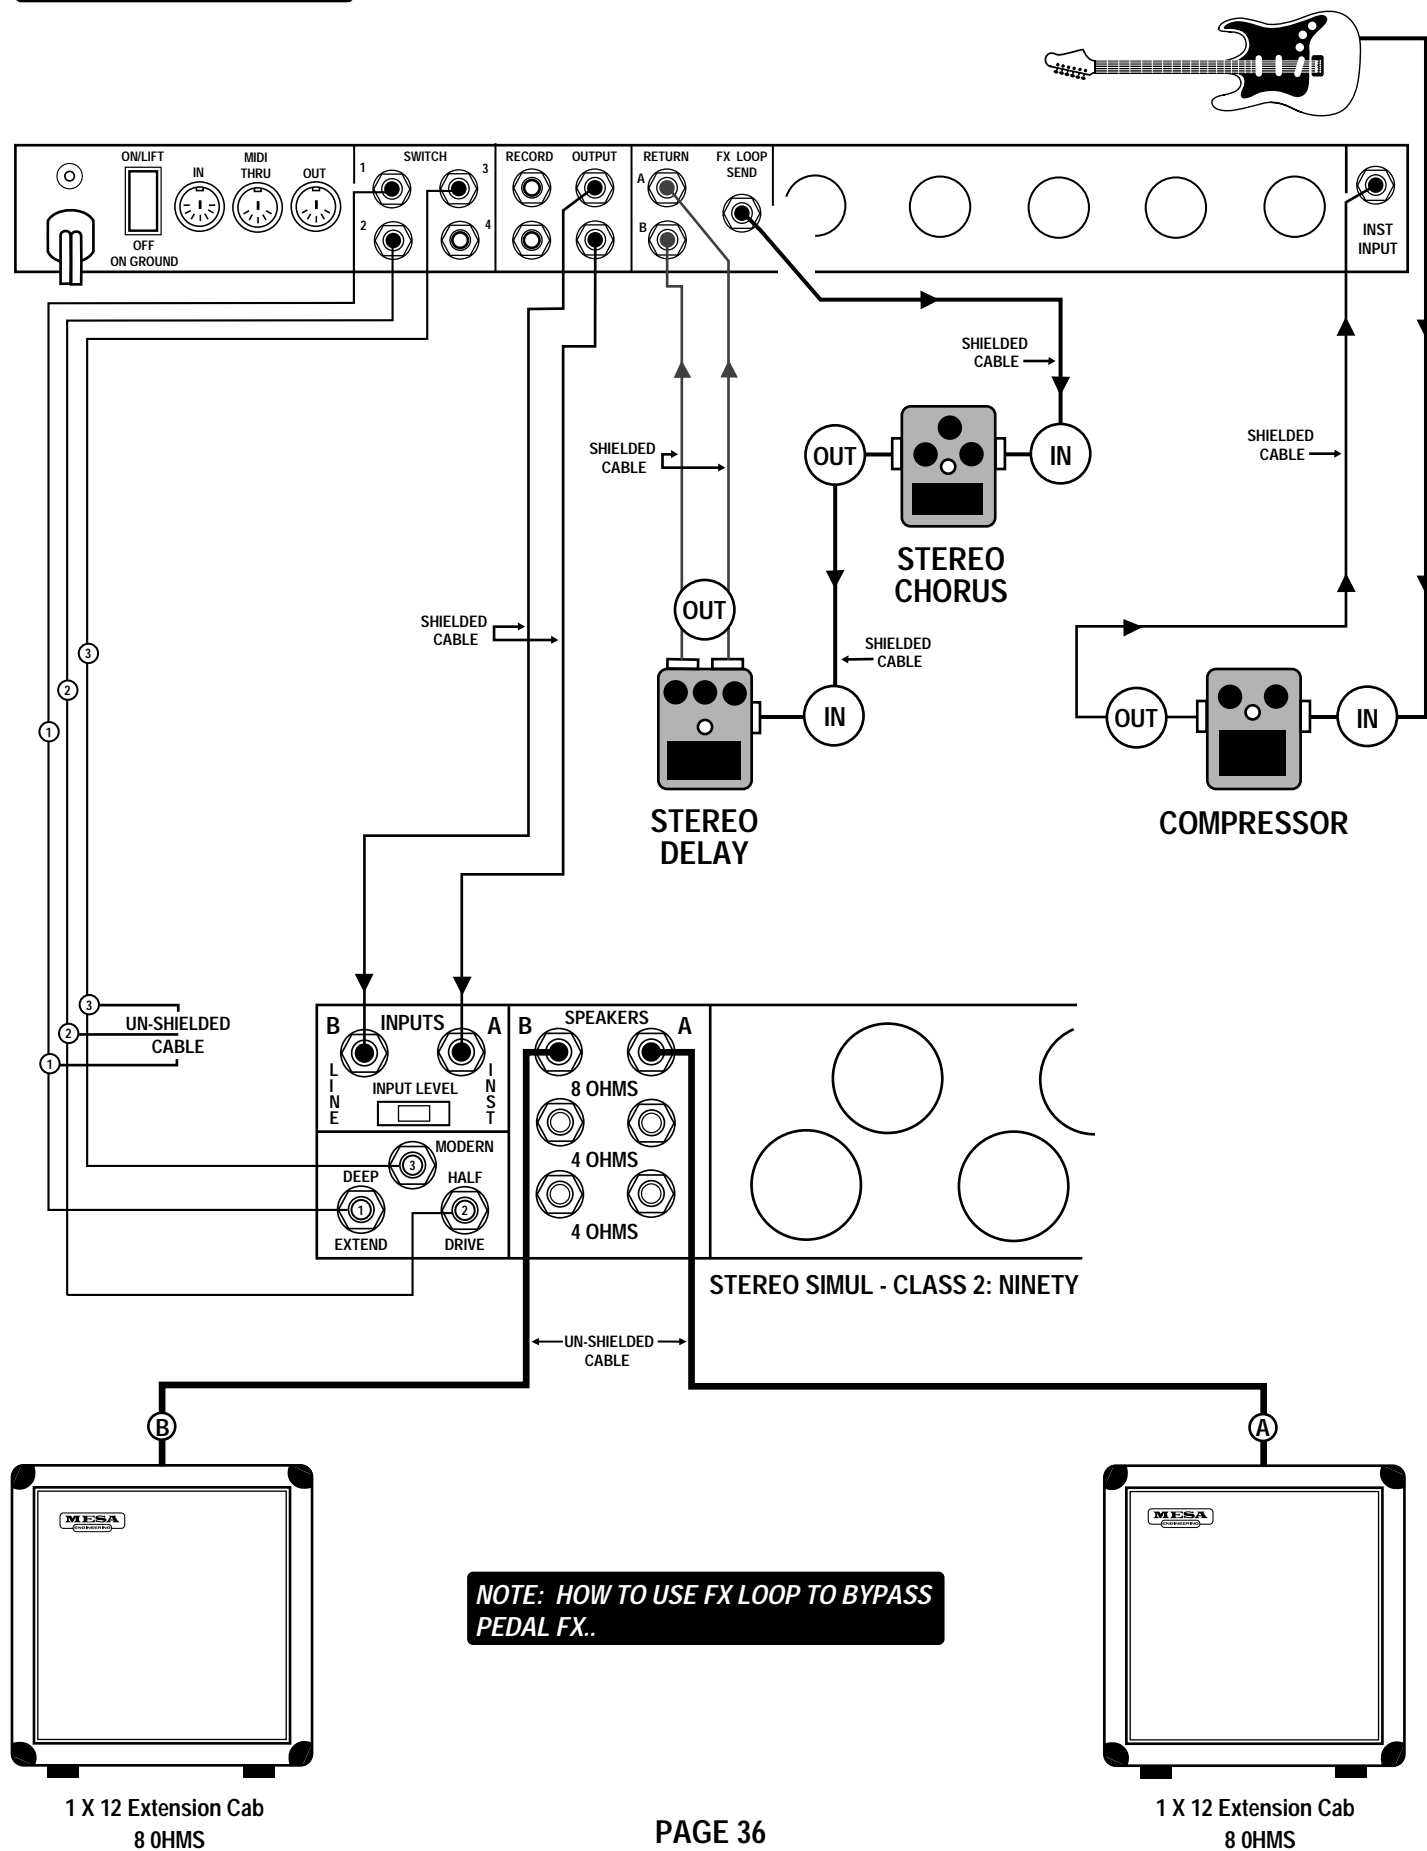 ON/LIFT
OFF
ON GROUND
IN
MIDI
THRU
OUT
SWITCH
1
3
2
4
RECORD
OUTPUT
RETURN
A
B
FX LOOP
SEND
INST
INPUT
SHIELDED
CABLE
SHIELDED
CABLE
SHIELDED
CABLE
OUT
IN
STEREO
CHORUS
OUT
SHIELDED
CABLE
SHIELDED
CABLE
3
2
1
IN
OUT
IN
STEREO
DELAY
COMPRESSOR
3
2
1
UN-SHIELDED
CABLE
B
INPUTS
A
LINE
INST
INPUT LEVEL
B
SPEAKERS
A
8 OHMS
4 OHMS
4 OHMS
MODERN
3
DEEP
1
EXTEND
HALF
2
DRIVE
STEREO SIMUL - CLASS 2: NINETY
UN-SHIELDED
CABLE
B
A
MESA
ENGINEERING
MESA
ENGINEERING
NOTE: HOW TO USE FX LOOP TO BYPASS
PEDAL FX..
1 X 12 Extension Cab
8 0HMS
PAGE 36
1 X 12 Extension Cab
8 0HMS